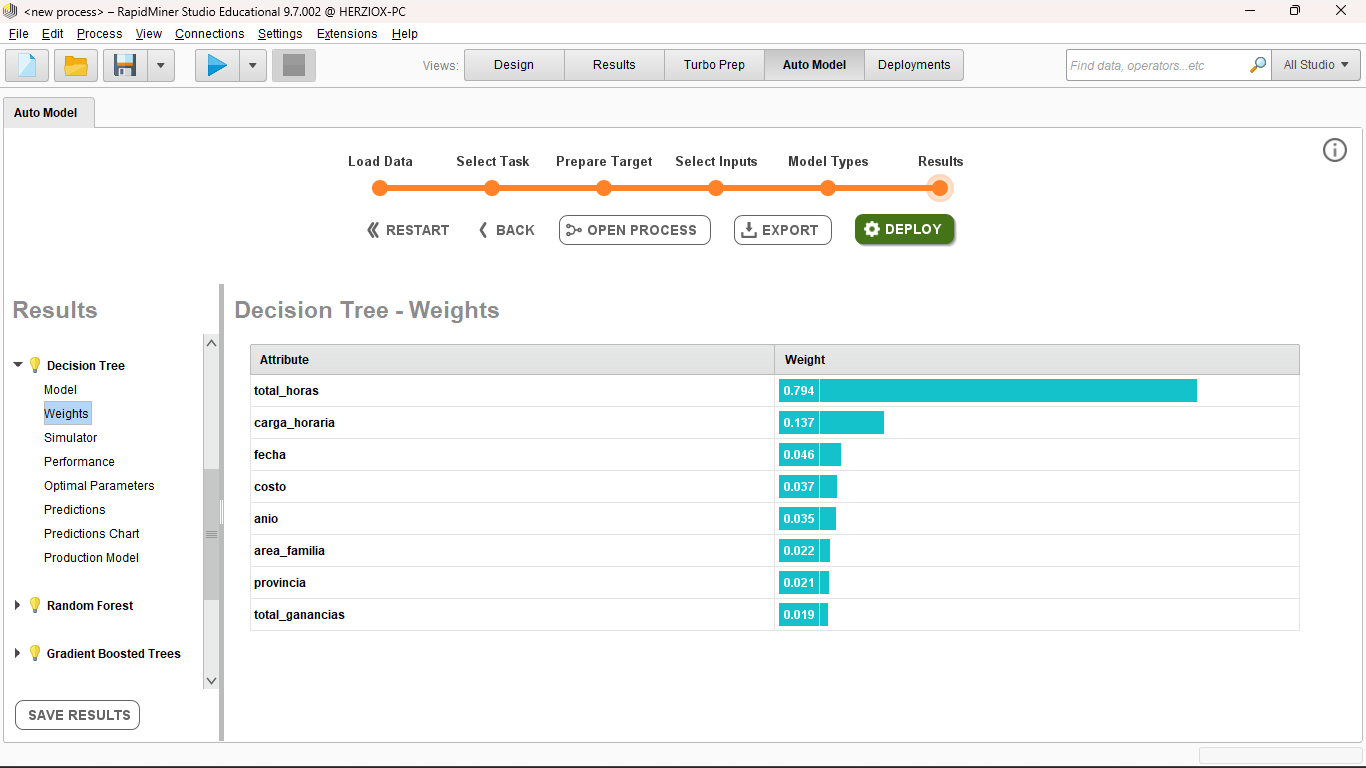 <new process> – RapidMiner Studio Educational 9.7.002 @ HERZIOX-PC
File Edit Process View Connections Settings Extensions Help
Views: Design Results Turbo Prep Auto Model Deployments Find data, operators...etc All Studio
Auto Model
Load Data Select Task Prepare Target Select Inputs Model Types Results
RESTART BACK OPEN PROCESS EXPORT DEPLOY
Results
Decision Tree
Model
Weights
Simulator
Performance
Optimal Parameters
Predictions
Predictions Chart
Production Model
Random Forest
Gradient Boosted Trees
SAVE RESULTS
Decision Tree - Weights
Attribute Weight
total_horas 0.794
carga_horaria 0.137
fecha 0.046
costo 0.037
anio 0.035
area_familia 0.022
provincia 0.021
total_ganancias 0.019